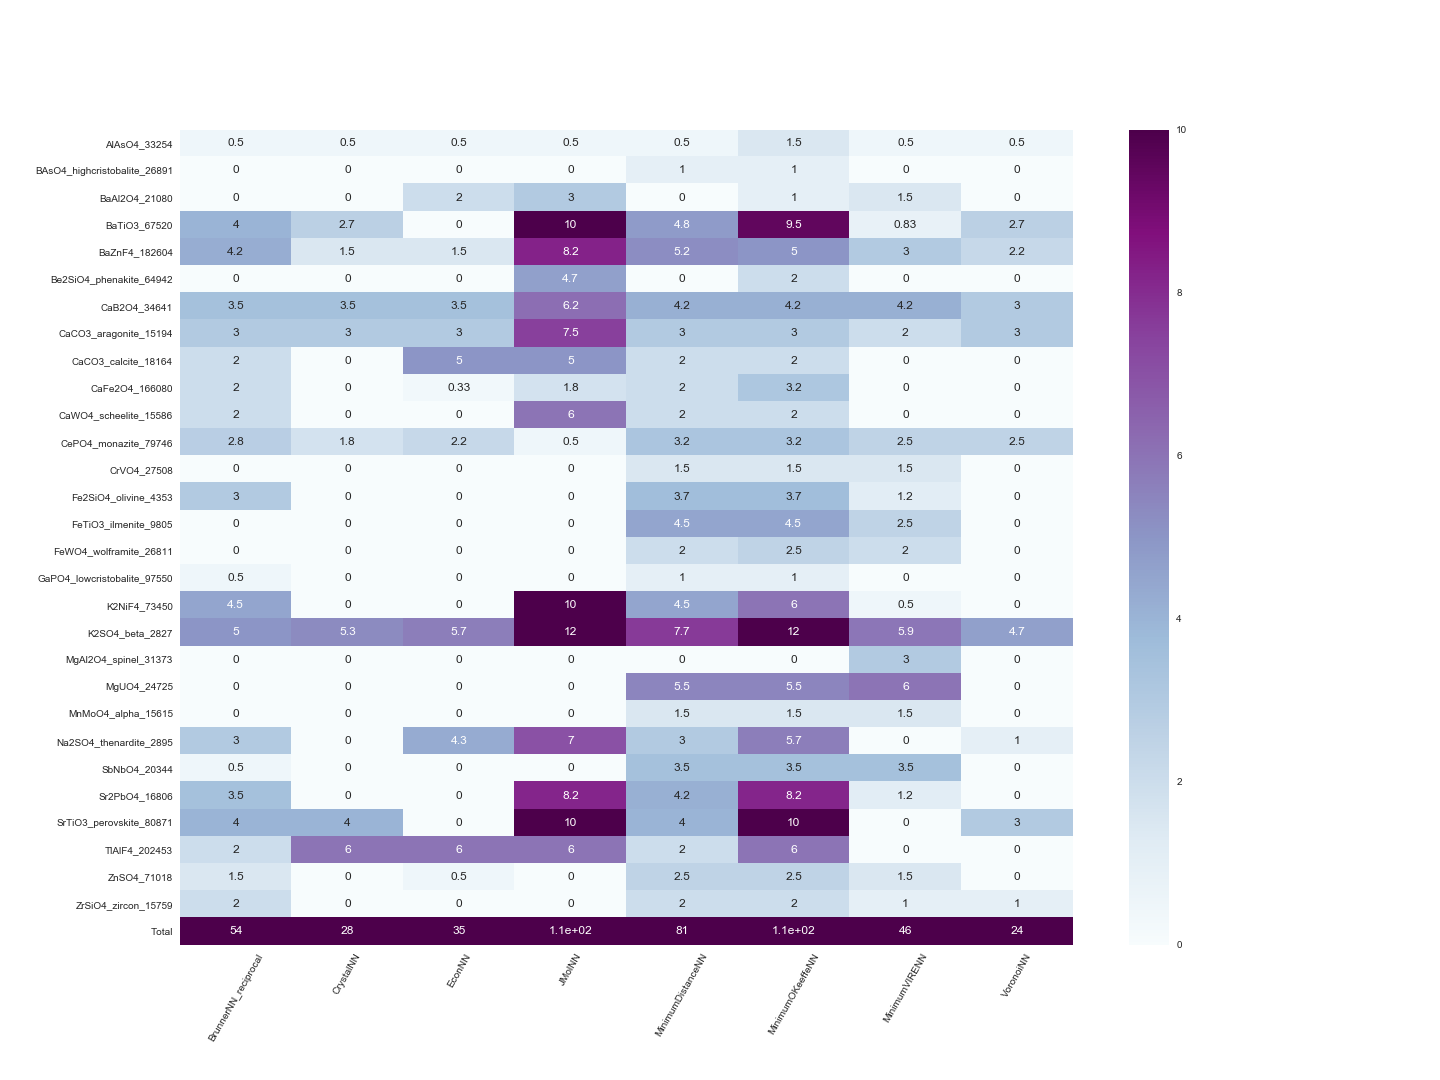 AlAsO4_33254 0.5 0.5 0.5 0.5 0.5 1.5 0.5 0.5
BAsO4_highcristobalite_26891 0 0 0 0 1 1 0 0
BaAl2O4_21080 0 0 2 3 0 1 1.5 0
BaTiO3_67520 4 2.7 0 10 4.8 9.5 0.83 2.7
BaZnF4_182604 4.2 1.5 1.5 8.2 5.2 5 3 2.2
Be2SiO4_phenakite_64942 0 0 0 4.7 0 2 0 0
CaB2O4_34641 3.5 3.5 3.5 6.2 4.2 4.2 4.2 3
CaCO3_aragonite_15194 3 3 3 7.5 3 3 2 3
CaCO3_calcite_18164 2 0 5 5 2 2 0 0
CaFe2O4_166080 2 0 0.33 1.8 2 3.2 0 0
CaWO4_scheelite_15586 2 0 0 6 2 2 0 0
CePO4_monazite_79746 2.8 1.8 2.2 0.5 3.2 3.2 2.5 2.5
CrVO4_27508 0 0 0 0 1.5 1.5 1.5 0
Fe2SiO4_olivine_4353 3 0 0 0 3.7 3.7 1.2 0
FeTiO3_ilmenite_9805 0 0 0 0 4.5 4.5 2.5 0
FeWO4_wolframite_26811 0 0 0 0 2 2.5 2 0
GaPO4_lowcristobalite_97550 0.5 0 0 0 1 1 0 0
K2NiF4_73450 4.5 0 0 10 4.5 6 0.5 0
K2SO4_beta_2827 5 5.3 5.7 12 7.7 12 5.9 4.7
MgAl2O4_spinel_31373 0 0 0 0 0 0 3 0
MgUO4_24725 0 0 0 0 5.5 5.5 6 0
MnMoO4_alpha_15615 0 0 0 0 1.5 1.5 1.5 0
Na2SO4_thenardite_2895 3 0 4.3 7 3 5.7 0 1
SbNbO4_20344 0.5 0 0 0 3.5 3.5 3.5 0
Sr2PbO4_16806 3.5 0 0 8.2 4.2 8.2 1.2 0
SrTiO3_perovskite_80871 4 4 0 10 4 10 0 3
TlAlF4_202453 2 6 6 6 2 6 0 0
ZnSO4_71018 1.5 0 0.5 0 2.5 2.5 1.5 0
ZrSiO4_zircon_15759 2 0 0 0 2 2 1 1
Total 54 28 35 1.1e+02 81 1.1e+02 46 24
BrunnerNN_reciprocal CrystalNN EconNN JMolNN MinimumDistanceNN MinimumOKeeffeNN MinimumVIRENN VoronoiNN
10
8
6
4
2
0